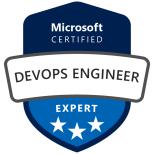 Microsoft
CERTIFIED
DEVOPS ENGINEER
EXPERT